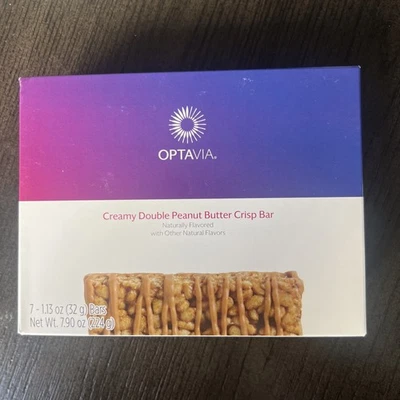 OPTAVIA®
Creamy Double Peanut Butter Crisp Bar
Naturally Flavored
with Other Natural Flavors
7 - 1.13 oz (32 g) Bars
Net Wt. 7.90 oz (224 g)